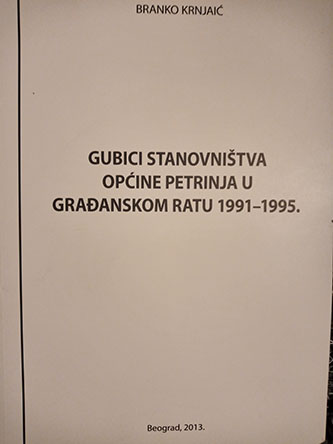 BRANKO KRNJAIĆ
GUBICI STANOVNIŠTVA
OPĆINE PETRINJA U
GRAĐANSKOM RATU 1991–1995.
Beograd, 2013.